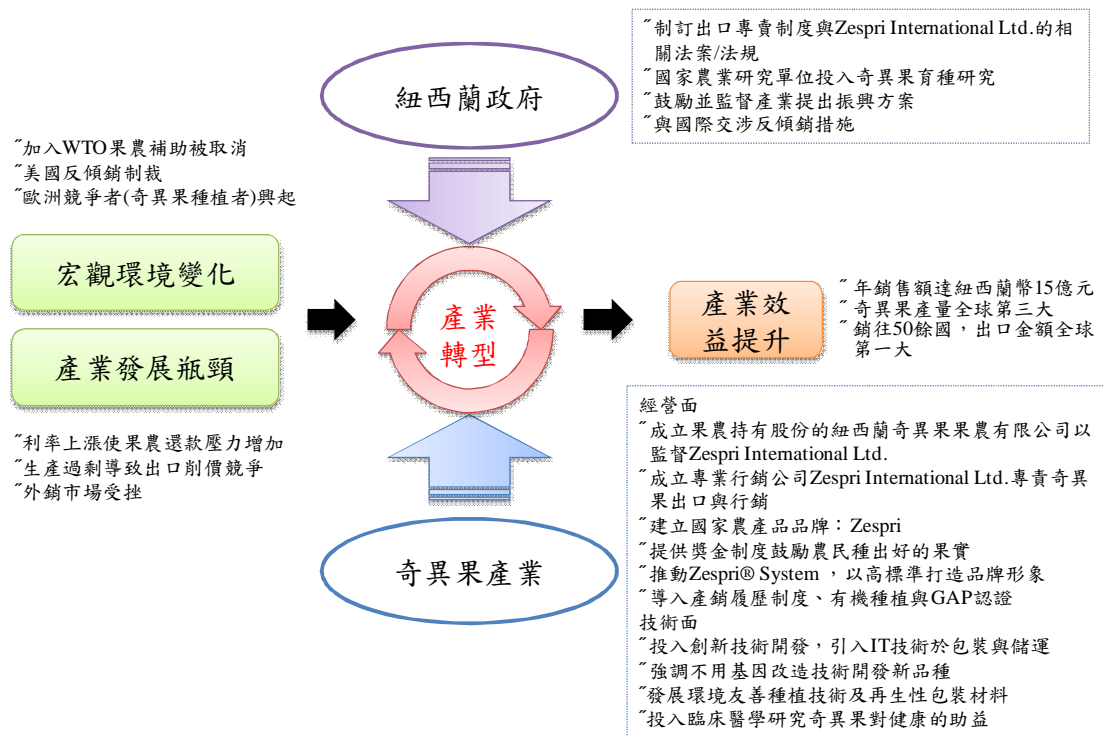 紐西蘭政府
˝制訂出口專賣制度與Zespri International Ltd.的相
關法案/法規
˝國家農業研究單位投入奇異果育種研究
˝鼓勵並監督產業提出振興方案
˝與國際交涉反傾銷措施
˝加入WTO果農補助被取消
˝美國反傾銷制裁
˝歐洲競爭者(奇異果種植者)興起
宏觀環境變化
產業發展瓶頸
˝利率上漲使果農還款壓力增加
˝生產過剩導致出口削價競爭
˝外銷市場受挫
產業
轉型
產業效
益提升
˝年銷售額達紐西蘭幣15億元
˝奇異果產量全球第三大
˝銷往50餘國，出口金額全球
第一大
奇異果產業
經營面
˝成立果農持有股份的紐西蘭奇異果果農有限公司以
監督Zespri International Ltd.
˝成立專業行銷公司Zespri International Ltd.專責奇異
果出口與行銷
˝建立國家農產品品牌：Zespri
˝提供獎金制度鼓勵農民種出好的果實
˝推動Zespri® System ，以高標準打造品牌形象
˝導入產銷履歷制度、有機種植與GAP認證
技術面
˝投入創新技術開發，引入IT技術於包裝與儲運
˝強調不用基因改造技術開發新品種
˝發展環境友善種植技術及再生性包裝材料
˝投入臨床醫學研究奇異果對健康的助益